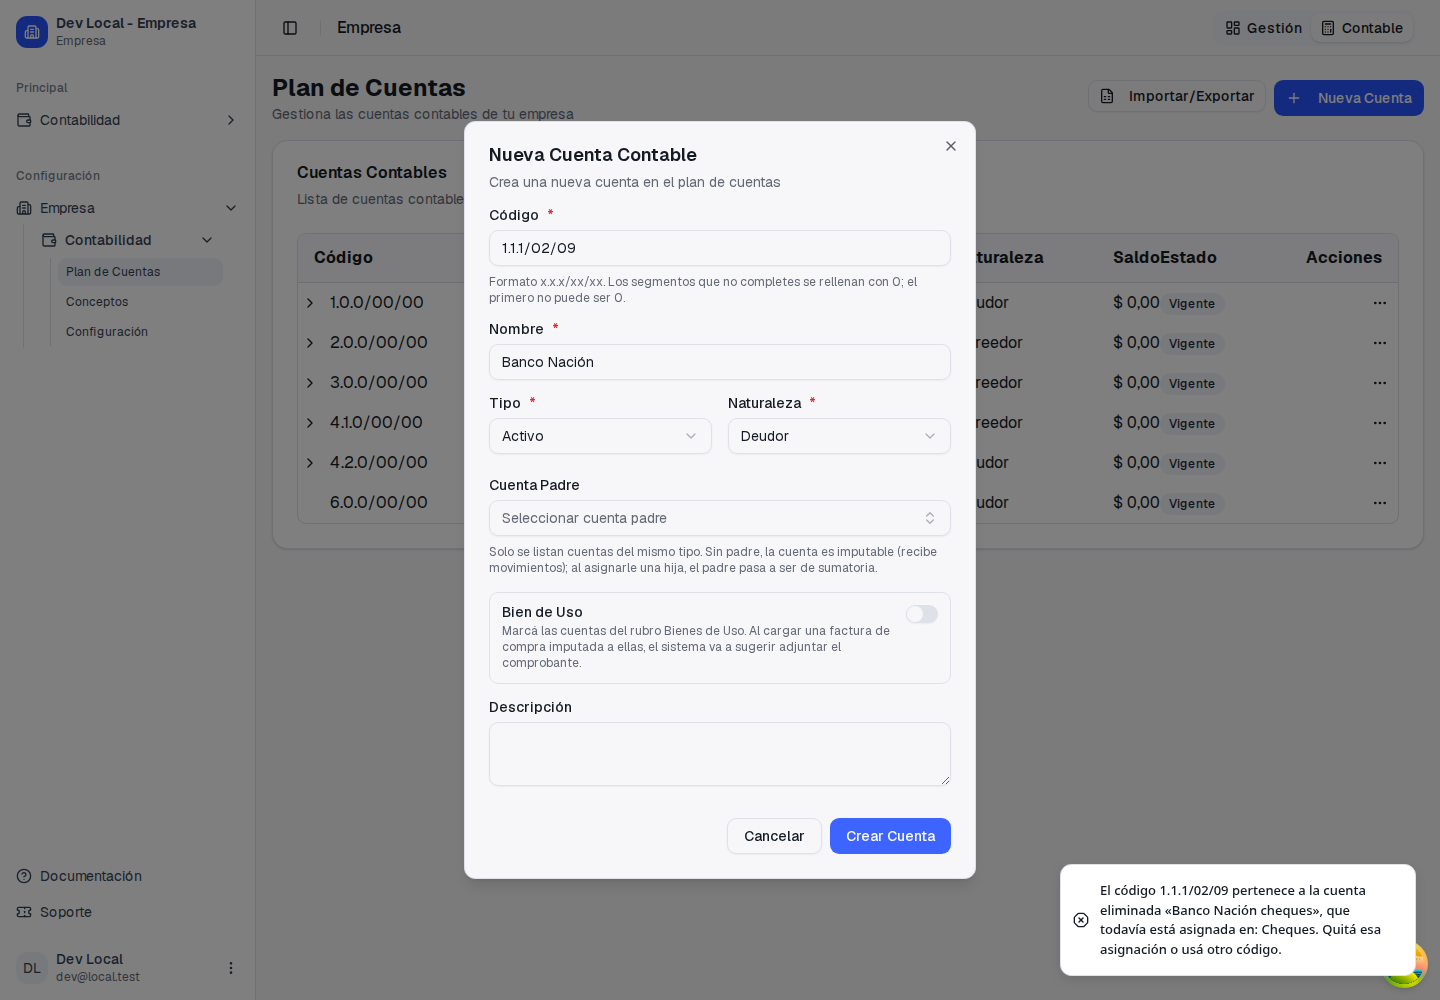 Dev Local - Empresa
Empresa
Principal
Contabilidad
Configuración
Empresa
Contabilidad
Plan de Cuentas
Conceptos
Configuración
Documentación
Soporte
DL
Dev Local
dev@local.test
Empresa
Gestión
Contable
Plan de Cuentas
Gestiona las cuentas contables de tu empresa
Importar/Exportar
Nueva Cuenta
Cuentas Contables
Lista de cuentas contable
Código
turaleza
Saldo
Estado
Acciones
1.0.0/00/00
udor
$ 0,00
Vigente
2.0.0/00/00
reedor
$ 0,00
Vigente
3.0.0/00/00
reedor
$ 0,00
Vigente
4.1.0/00/00
reedor
$ 0,00
Vigente
4.2.0/00/00
udor
$ 0,00
Vigente
6.0.0/00/00
udor
$ 0,00
Vigente
Nueva Cuenta Contable
Crea una nueva cuenta en el plan de cuentas
Código *
1.1.1/02/09
Formato x.x.x/xx/xx. Los segmentos que no completes se rellenan con 0; el
primero no puede ser 0.
Nombre *
Banco Nación
Tipo *
Naturaleza *
Activo
Deudor
Cuenta Padre
Seleccionar cuenta padre
Solo se listan cuentas del mismo tipo. Sin padre, la cuenta es imputable (recibe
movimientos); al asignarle una hija, el padre pasa a ser de sumatoria.
Bien de Uso
Marcá las cuentas del rubro Bienes de Uso. Al cargar una factura de
compra imputada a ellas, el sistema va a sugerir adjuntar el
comprobante.
Descripción
Cancelar
Crear Cuenta
El código 1.1.1/02/09 pertenece a la cuenta
eliminada «Banco Nación cheques», que
todavía está asignada en: Cheques. Quitá esa
asignación o usá otro código.